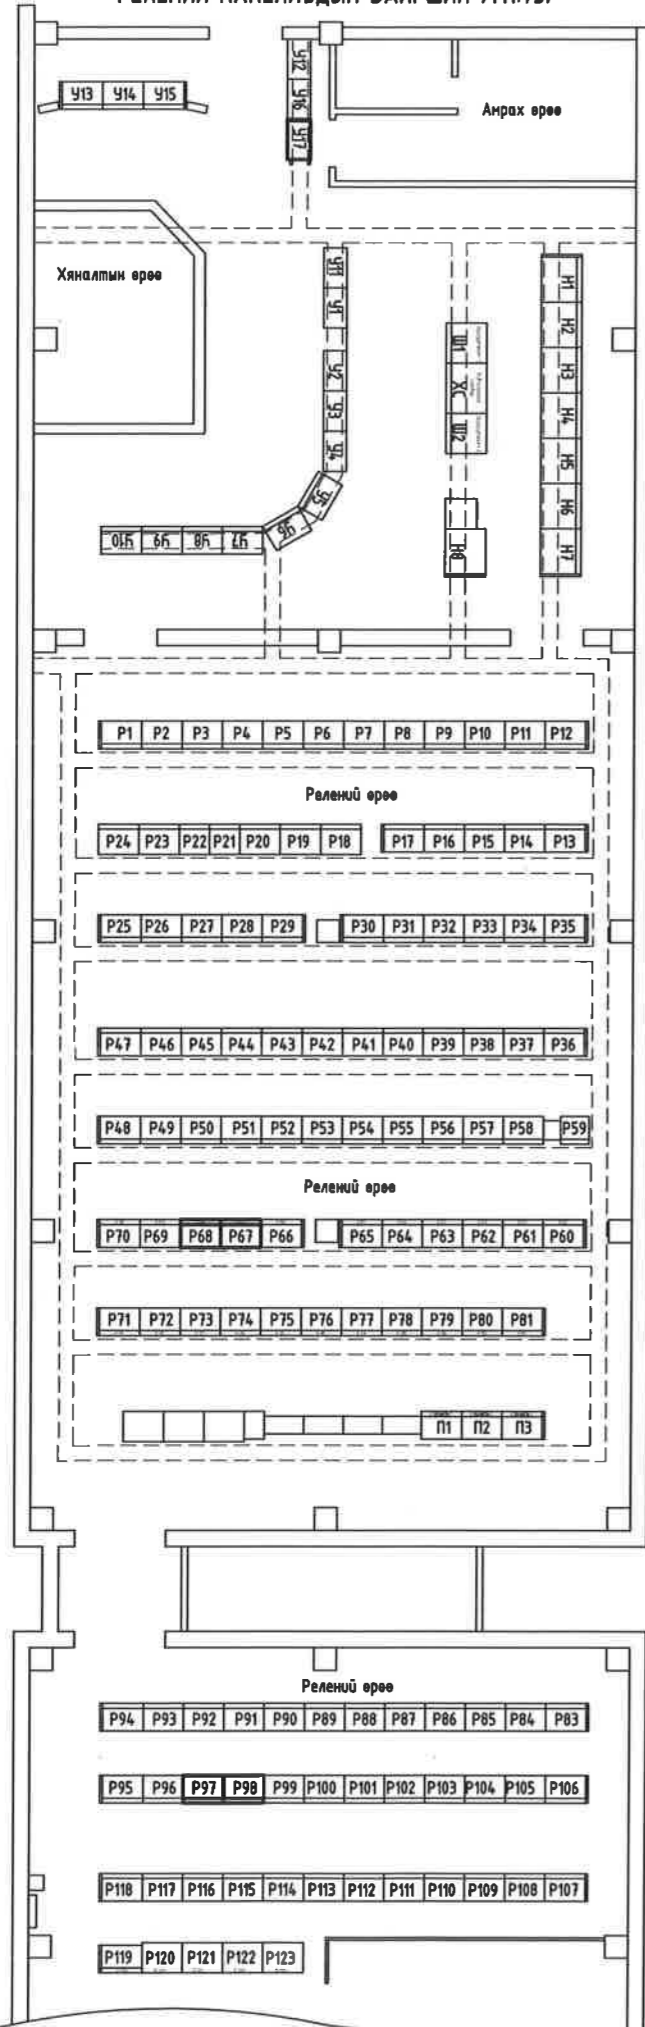 У13 У14 У15
У12
У16
У17
Амрах өрөө
Хяналтын өрөө
У11
У1
У2
У3
У4
У5
У6
У10 У9 У8 У7
Ш1
ХС
Ш2
Н8
Н1
Н2
Н3
Н4
Н5
Н6
Н7
Р1 Р2 Р3 Р4 Р5 Р6 Р7 Р8 Р9 Р10 Р11 Р12
Релений өрөө
Р24 Р23 Р22 Р21 Р20 Р19 Р18 Р17 Р16 Р15 Р14 Р13
Р25 Р26 Р27 Р28 Р29 Р30 Р31 Р32 Р33 Р34 Р35
Р47 Р46 Р45 Р44 Р43 Р42 Р41 Р40 Р39 Р38 Р37 Р36
Р48 Р49 Р50 Р51 Р52 Р53 Р54 Р55 Р56 Р57 Р58 Р59
Релений өрөө
Р70 Р69 Р68 Р67 Р66 Р65 Р64 Р63 Р62 Р61 Р60
Р71 Р72 Р73 Р74 Р75 Р76 Р77 Р78 Р79 Р80 Р81
П1 П2 П3
Релений өрөө
Р94 Р93 Р92 Р91 Р90 Р89 Р88 Р87 Р86 Р85 Р84 Р83
Р95 Р96 Р97 Р98 Р99 Р100 Р101 Р102 Р103 Р104 Р105 Р106
Р118 Р117 Р116 Р115 Р114 Р113 Р112 Р111 Р110 Р109 Р108 Р107
Р119 Р120 Р121 Р122 Р123